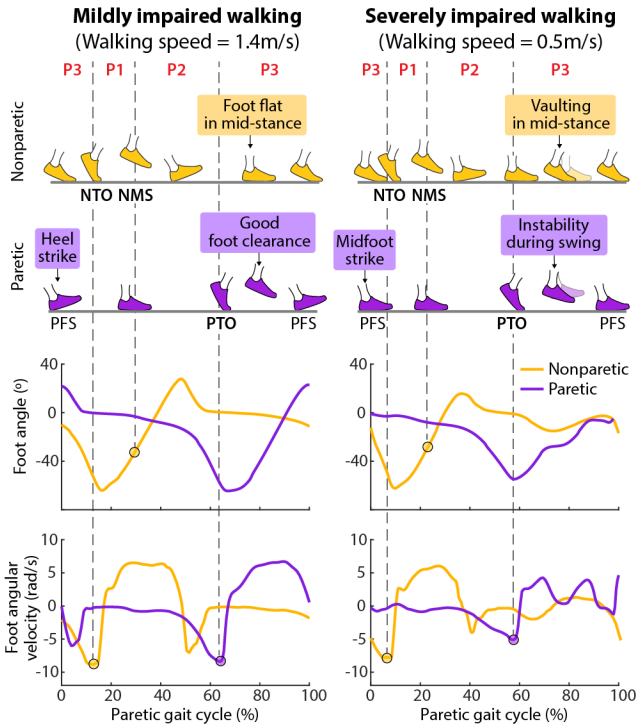 Mildly impaired walking
(Walking speed = 1.4m/s)
Severely impaired walking
(Walking speed = 0.5m/s)
P3 P1 P2 P3
P3 P1 P2 P3
Nonparetic
Foot flat
in mid-stance
Vaulting
in mid-stance
NTO NMS
NTO NMS
Paretic
Heel
strike
Good
foot clearance
Midfoot
strike
Instability
during swing
PFS PTO PFS
PFS PTO PFS
Foot angle (º)
40
0
-40
40
0
-40
Nonparetic
Paretic
Foot angular
velocity (rad/s)
5
0
-5
-10
5
0
-5
-10
0 20 40 60 80 100
0 20 40 60 80 100
Paretic gait cycle (%)
Paretic gait cycle (%)